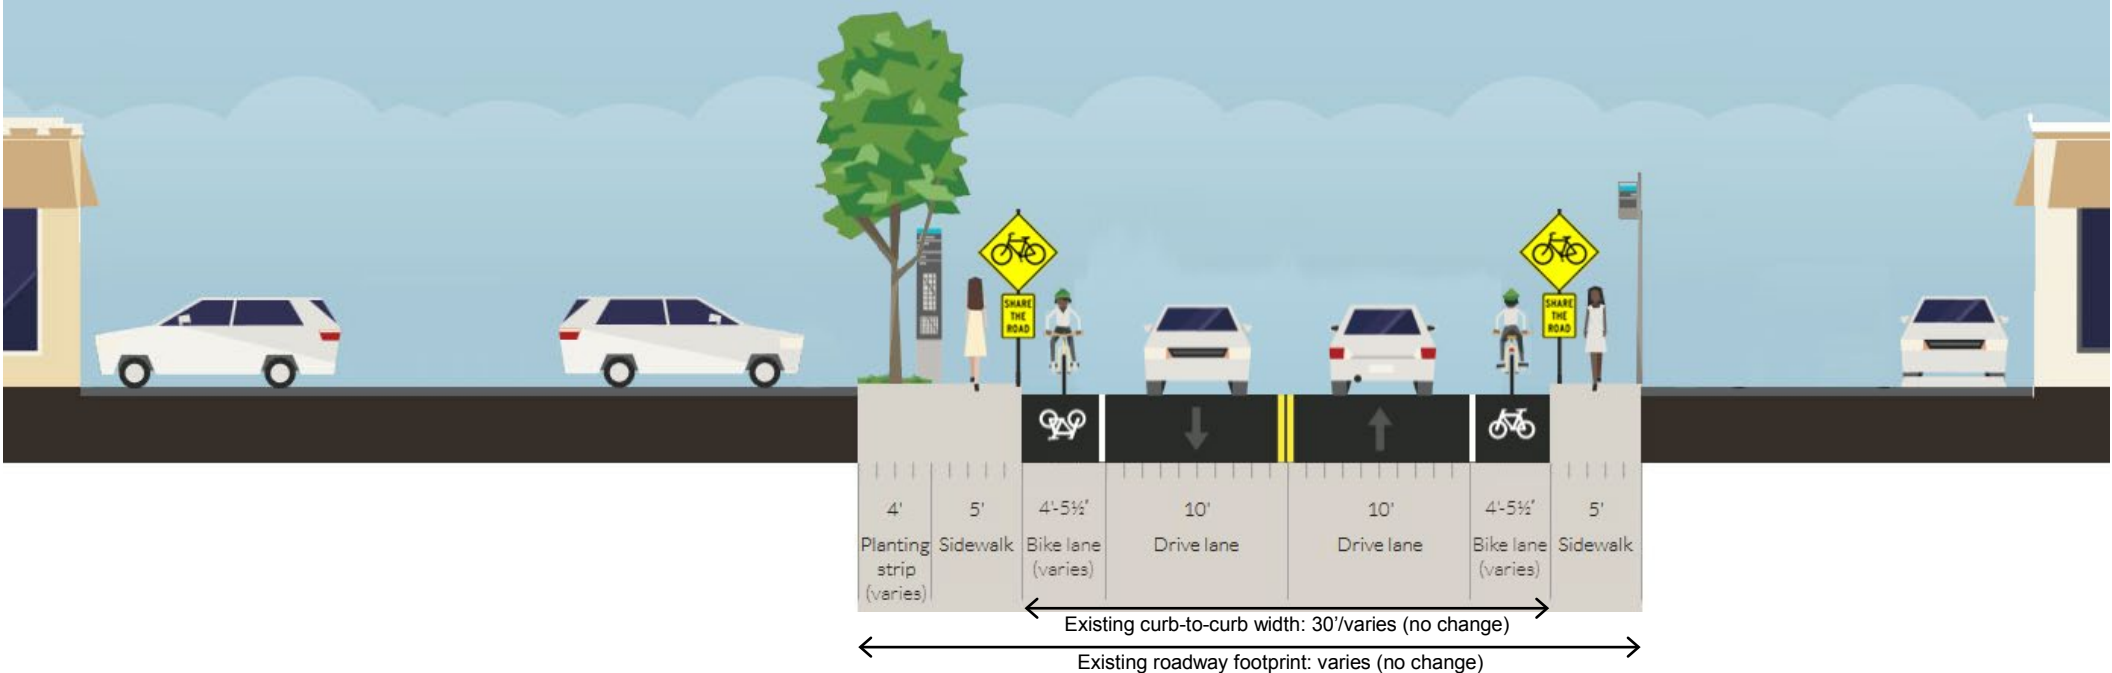 SHARE
THE
ROAD
SHARE
THE
ROAD
4' 5' 4'-5½' 10' 10' 4'-5½' 5'
Planting Sidewalk Bike lane Drive lane Drive lane Bike lane Sidewalk
strip (varies) (varies)
(varies)
Existing curb-to-curb width: 30’/varies (no change)
Existing roadway footprint: varies (no change)